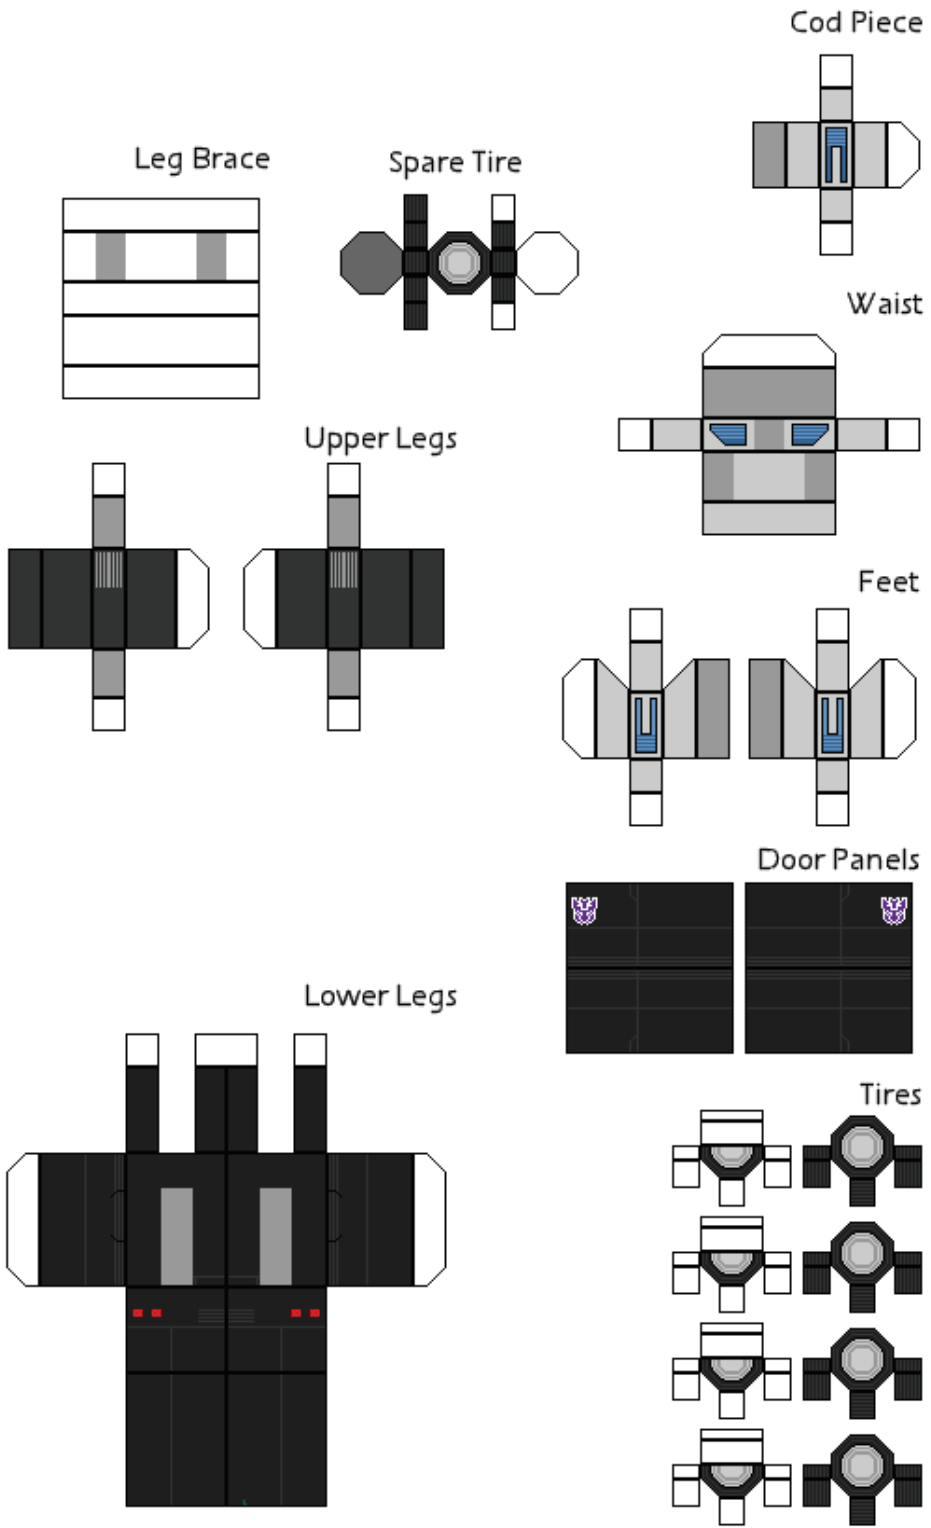 Cod Piece
Leg Brace
Spare Tire
Waist
Upper Legs
Feet
Door Panels
Lower Legs
Tires